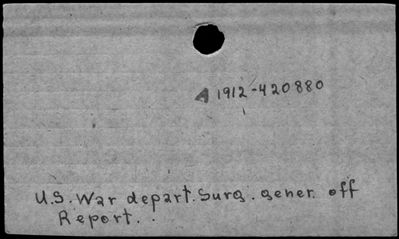 A 1912-420880
U.S. War depart. Surg. gener. off
Report. .